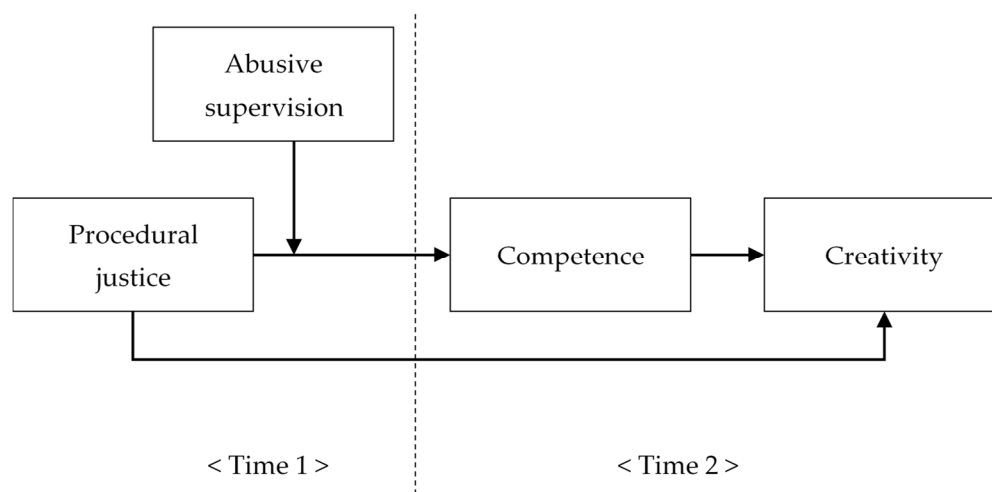 Abusive
supervision
Procedural
justice
Competence
Creativity
< Time 1 >
< Time 2 >